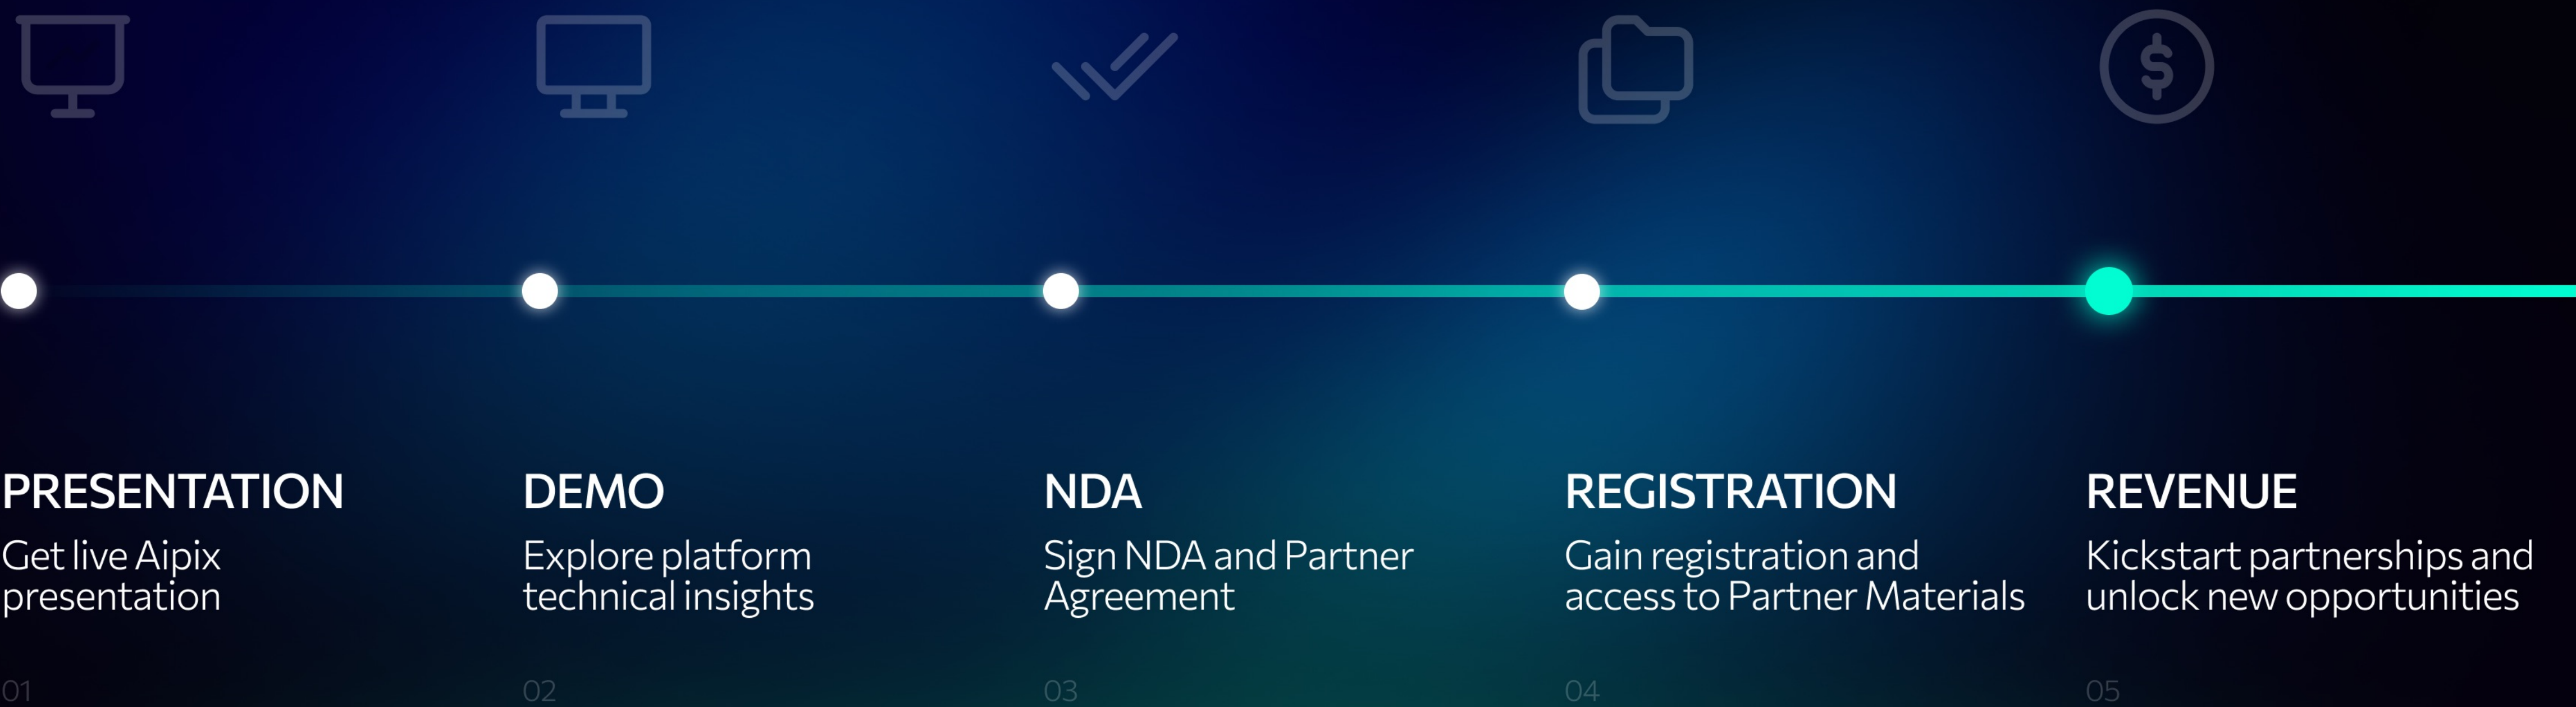 PRESENTATION
Get live Aipix
presentation
01
DEMO
Explore platform
technical insights
02
NDA
Sign NDA and Partner
Agreement
03
REGISTRATION
Gain registration and
access to Partner Materials
04
REVENUE
Kickstart partnerships and
unlock new opportunities
05